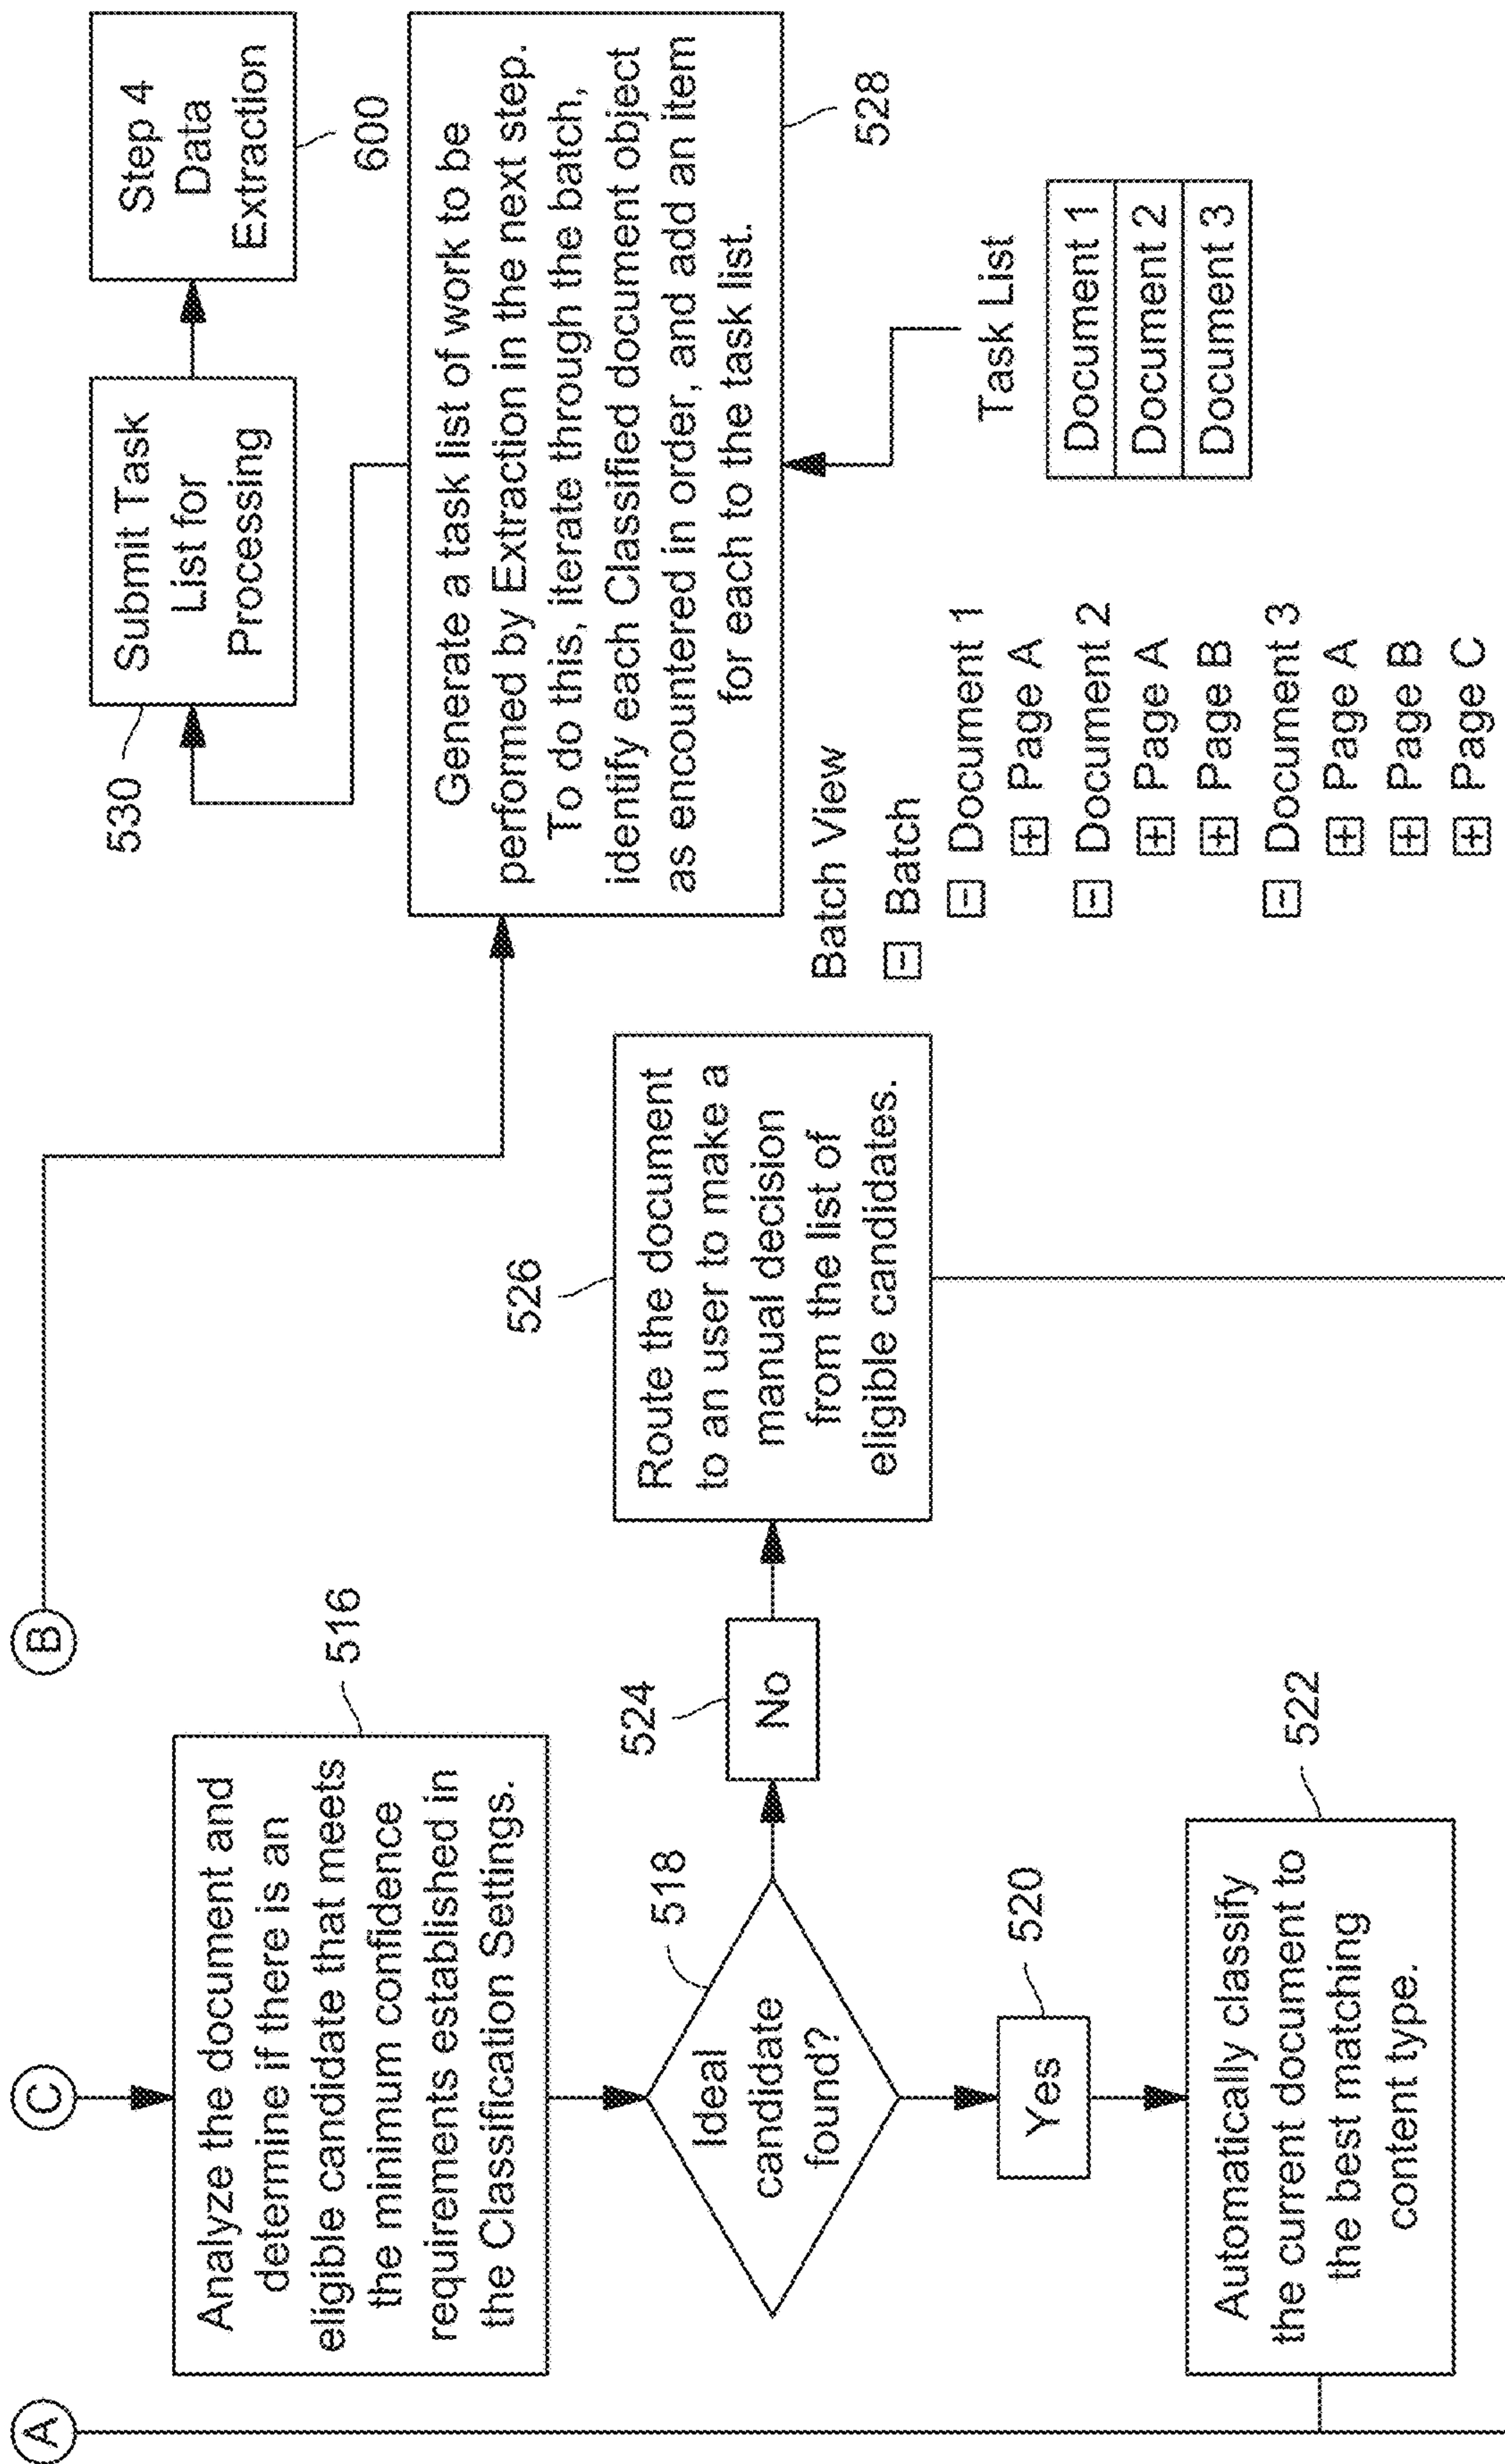 A
C
B
Analyze the document and
determine if there is an
eligible candidate that meets
the minimum confidence
requirements established in
the Classification Settings.
516
Ideal
candidate
found?
518
Yes
520
Automatically classify
the current document to
the best matching
content type.
522
No
524
Route the document
to an user to make a
manual decision
from the list of
eligible candidates.
526
Generate a task list of work to be
performed by Extraction in the next step.
To do this, iterate through the batch,
identify each Classified document object
as encountered in order, and add an item
for each to the task list.
528
530
Submit Task
List for
Processing
Step 4
Data
Extraction
600
Batch View
Batch
Document 1
Page A
Document 2
Page A
Page B
Document 3
Page A
Page B
Page C
Task List
Document 1
Document 2
Document 3